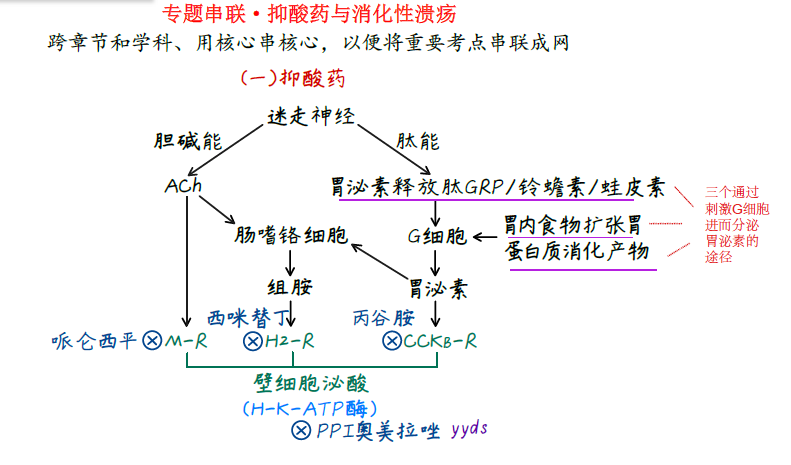 专题串联·抑酸药与消化性溃疡
跨章节和学科、用核心串核心，以便将重要考点串联成网
(一)抑酸药
迷走神经
胆碱能
肽能
ACh
胃泌素释放肽GRP/铃蟾素/蛙皮素
三个通过
刺激G细胞
进而分泌
胃泌素的
途径
肠嗜铬细胞
G细胞
胃内食物扩张胃
蛋白质消化产物
组胺
胃泌素
西咪替丁
丙谷胺
哌仑西平
M-R
H2-R
CCKB-R
壁细胞泌酸
(H-K-ATP酶)
PPI奥美拉唑 yyds